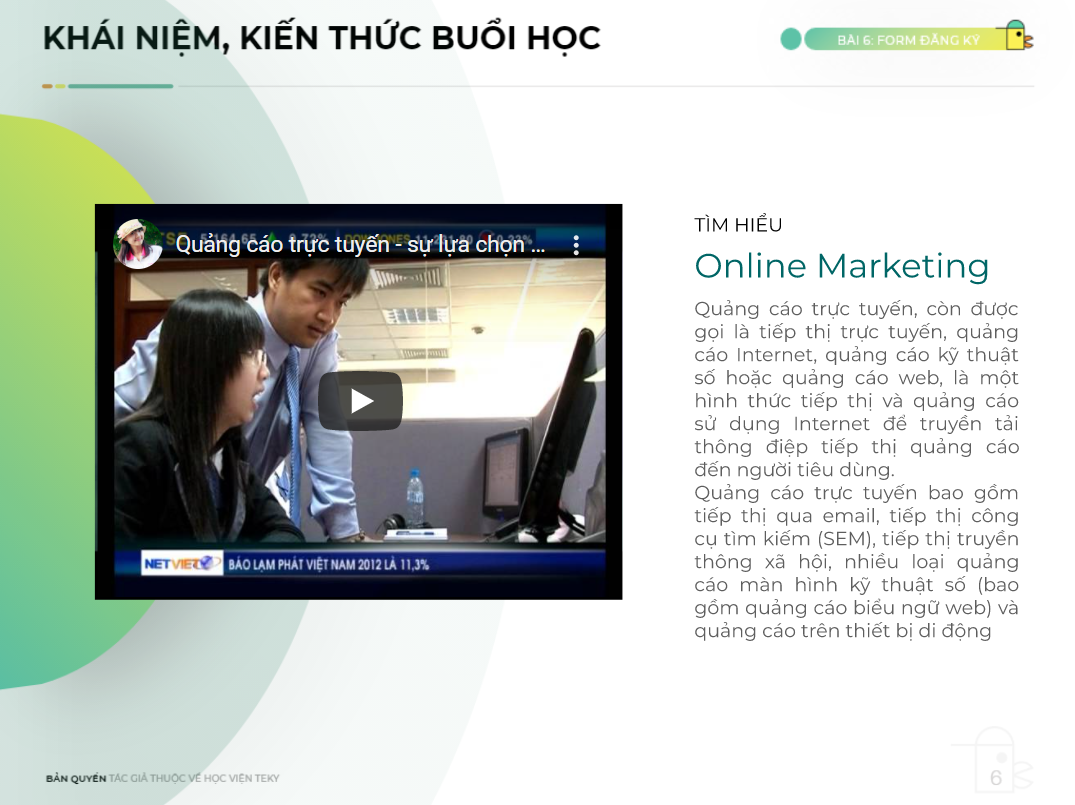 KHÁI NIỆM, KIẾN THỨC BUỔI HỌC
BÀI 6: FORM ĐĂNG KÝ
Quảng cáo trực tuyến - sự lựa chọn ...
NETVIET
BÁO LẠM PHÁT VIỆT NAM 2012 LÀ 11,3%
TÌM HIỂU
Online Marketing
Quảng cáo trực tuyến, còn được
gọi là tiếp thị trực tuyến, quảng
cáo Internet, quảng cáo kỹ thuật
số hoặc quảng cáo web, là một
hình thức tiếp thị và quảng cáo
sử dụng Internet để truyền tải
thông điệp tiếp thị quảng cáo
đến người tiêu dùng.
Quảng cáo trực tuyến bao gồm
tiếp thị qua email, tiếp thị công
cụ tìm kiếm (SEM), tiếp thị truyền
thông xã hội, nhiều loại quảng
cáo màn hình kỹ thuật số (bao
gồm quảng cáo biểu ngữ web) và
quảng cáo trên thiết bị di động
BẢN QUYỀN TÁC GIẢ THUỘC VỀ HỌC VIỆN TEKY
6